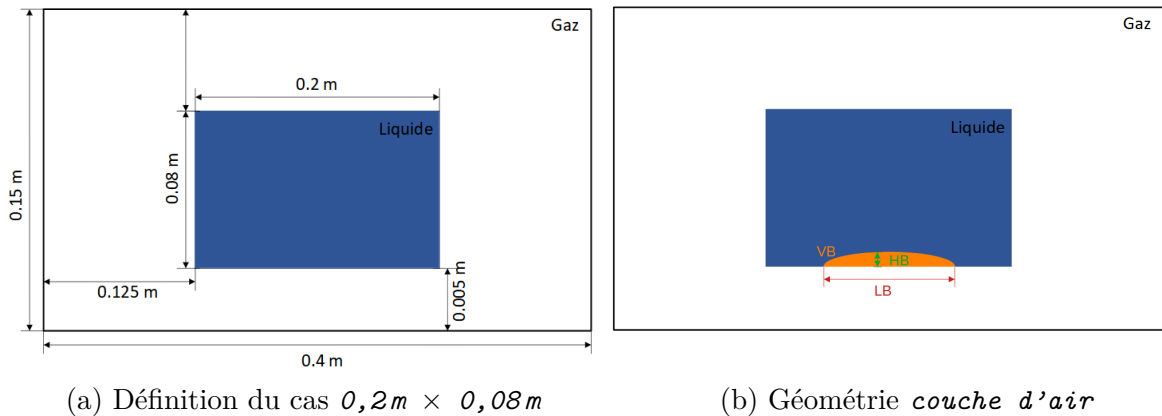 Gaz
0.2 m
Liquide
0.08 m
0.15 m
0.125 m
0.005 m
0.4 m
(a) Définition du cas 0,2m × 0,08m
Gaz
Liquide
VB
HB
LB
(b) Géométrie couche d'air